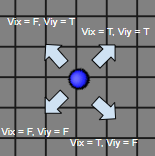 Vix = F, Viy = T
Vix = T, Viy = T
Vix = F, Viy = F
Vix = T, Viy = F